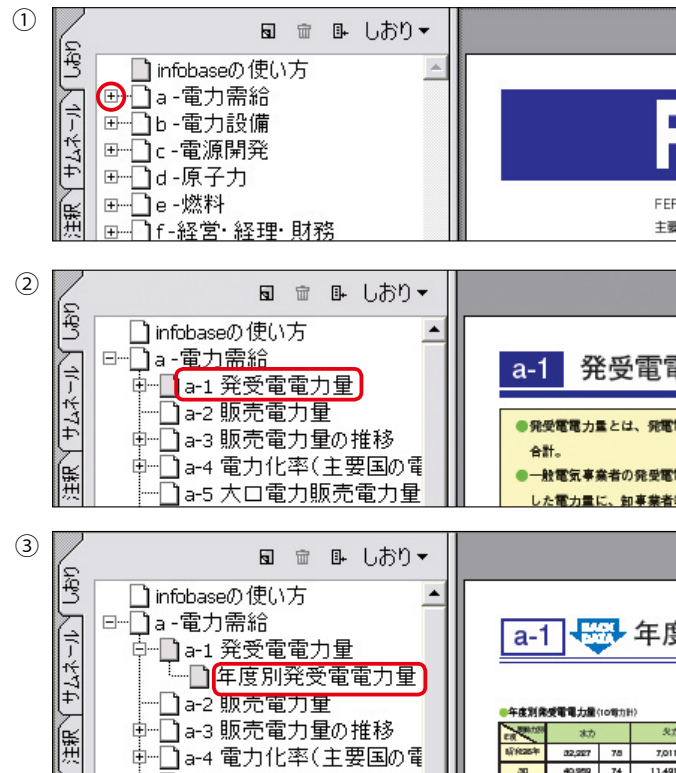 ①
しおり▼
しおり
サムネール
注釈
infobaseの使い方
a -電力需給
b -電力設備
c -電源開発
d -原子力
e -燃料
f -経営・経理・財務
②
しおり▼
しおり
サムネール
注釈
infobaseの使い方
a -電力需給
a-1 発受電電力量
a-2 販売電力量
a-3 販売電力量の推移
a-4 電力化率(主要国の電
a-5 大口電力販売電力量
a-1 発受電
●発受電電力量とは、発電
合計。
●一般電気事業者の発受電
した電力量に、
③
しおり▼
しおり
サムネール
注釈
infobaseの使い方
a -電力需給
a-1 発受電電力量
年度別発受電電力量
a-2 販売電力量
a-3 販売電力量の推移
a-4 電力化率(主要国の電
a-1 BACK DATA 年度
●年度別発受電電力量
水力
32,227 78 7,011
40,959 74